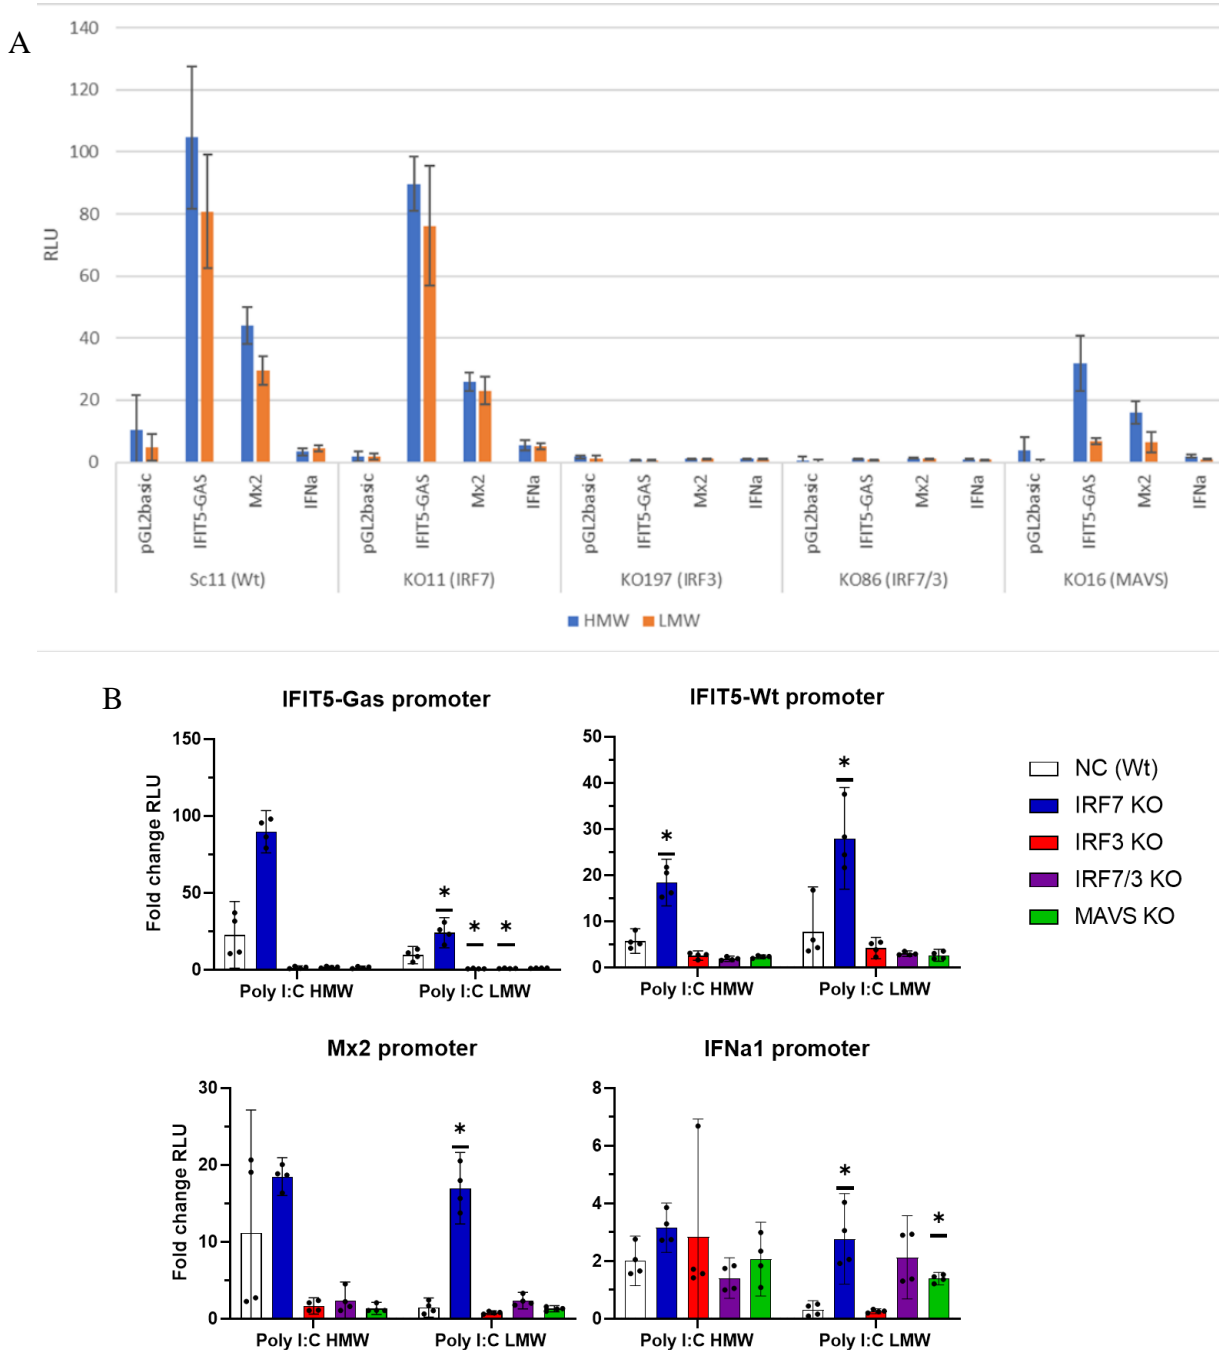 A
140
120
100
80
60
40
20
0
RLU
pGL2basic IFIT5-GAS Mx2 IFNa pGL2basic IFIT5-GAS Mx2 IFNa pGL2basic IFIT5-GAS Mx2 IFNa pGL2basic IFIT5-GAS Mx2 IFNa pGL2basic IFIT5-GAS Mx2 IFNa
Sc11 (Wt) KO11 (IRF7) KO197 (IRF3) KO86 (IRF7/3) KO16 (MAVS)
HMW LMW
B
IFIT5-Gas promoter
150
100
50
0
Fold change RLU
* * *
Poly I:C HMW Poly I:C LMW
IFIT5-Wt promoter
50
40
30
20
10
0
* *
Poly I:C HMW Poly I:C LMW
NC (Wt)
IRF7 KO
IRF3 KO
IRF7/3 KO
MAVS KO
Mx2 promoter
30
20
10
0
Fold change RLU
*
Poly I:C HMW Poly I:C LMW
IFNa1 promoter
8
6
4
2
0
* *
Poly I:C HMW Poly I:C LMW